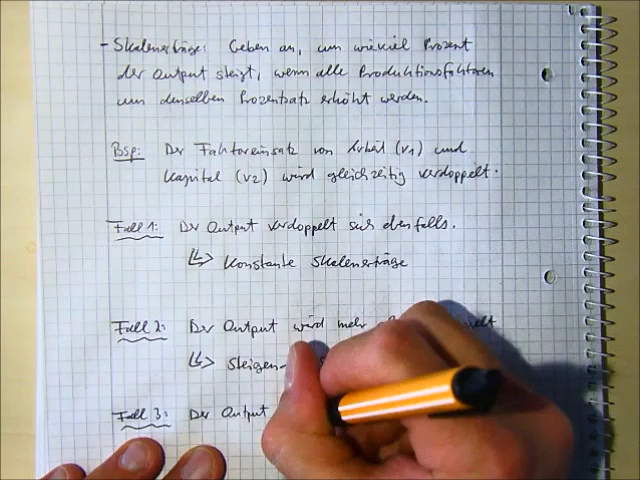 - Skalenerträge: Geben an, um wieviel Prozent
der Output steigt, wenn alle Produktionsfaktoren
um denselben Prozentsatz erhöht werden.
Bsp: Der Faktoreinsatz von Arbeit (v1) und
Kapital (v2) wird gleichzeitig verdoppelt.
Fall 1: Der Output verdoppelt sich ebenfalls.
↳> Konstante Skalenerträge
Fall 2: Der Output wird mehr
↳> Steigen
Fall 3: Der Output